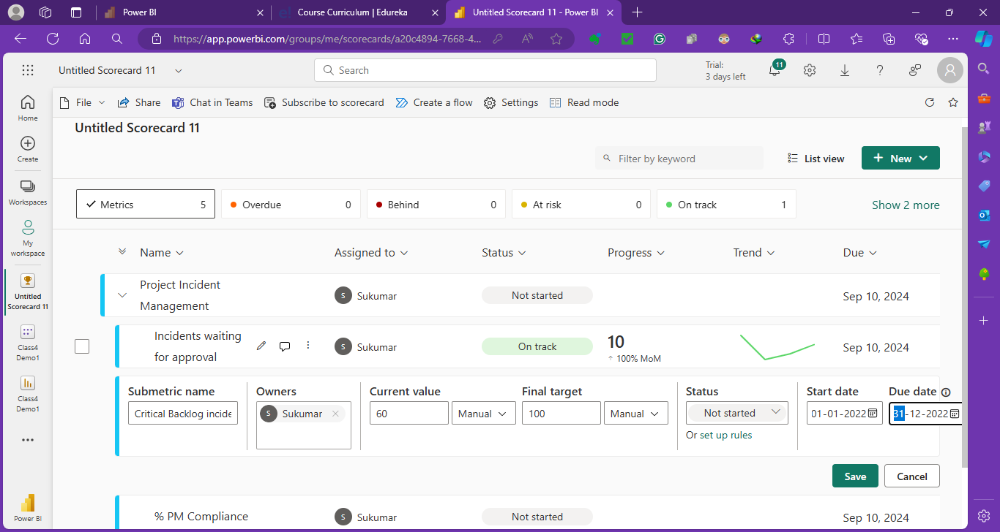 Power BI
Course Curriculum | Edureka
Untitled Scorecard 11 - Power BI
https://app.powerbi.com/groups/me/scorecards/a20c4894-7668-4...
Untitled Scorecard 11
Search
Trial:
3 days left
11
File
Share
Chat in Teams
Subscribe to scorecard
Create a flow
Settings
Read mode
Home
Create
Workspaces
My
workspace
Untitled
Scorecard 11
Class4
Demo1
Class4
Demo1
Power BI
Untitled Scorecard 11
Filter by keyword
List view
New
Metrics 5
Overdue 0
Behind 0
At risk 0
On track 1
Show 2 more
Name
Assigned to
Status
Progress
Trend
Due
Project Incident
Management
S Sukumar
Not started
Sep 10, 2024
Incidents waiting
for approval
S Sukumar
On track
10
↑ 100% MoM
Sep 10, 2024
Submetric name
Critical Backlog incide
Owners
S Sukumar
Current value
60
Manual
Final target
100
Manual
Status
Not started
Or set up rules
Start date
01-01-2022
Due date
31-12-2022
Save
Cancel
% PM Compliance
S Sukumar
Not started
Sep 10, 2024